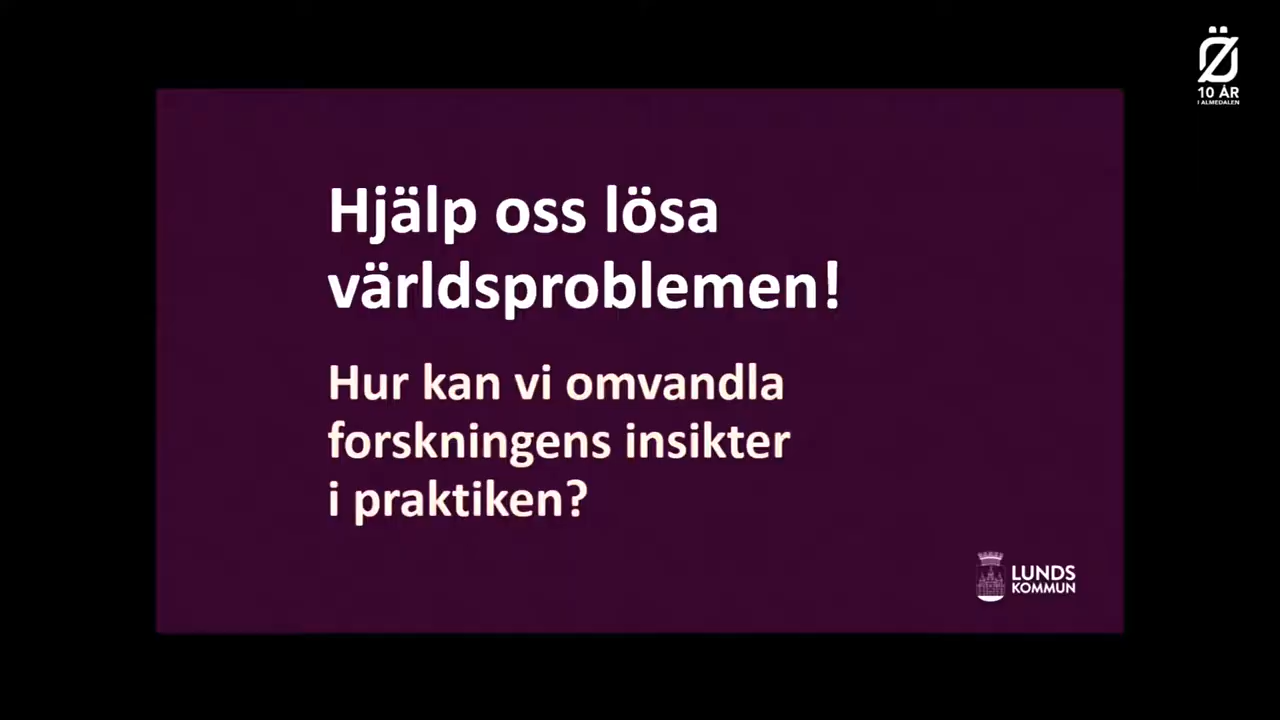 Ö
10 ÅR
I ALMEDALEN
Hjälp oss lösa
världsproblemen!
Hur kan vi omvandla
forskningens insikter
i praktiken?
LUNDS
KOMMUN